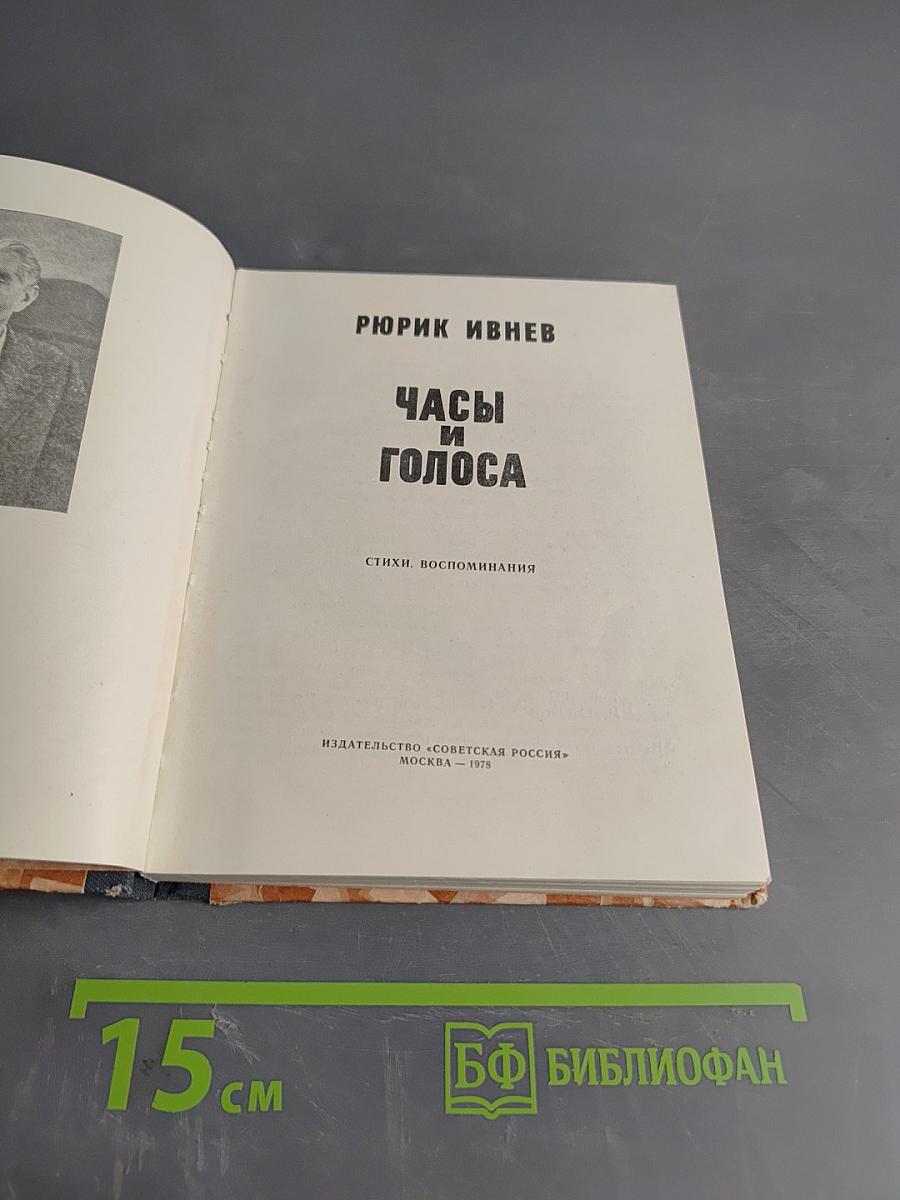 РЮРИК ИВНЕВ
ЧАСЫ
И
ГОЛОСА
СТИХИ. ВОСПОМИНАНИЯ
ИЗДАТЕЛЬСТВО «СОВЕТСКАЯ РОССИЯ»
МОСКВА — 1978
15 см
БФ БИБЛИОФАН